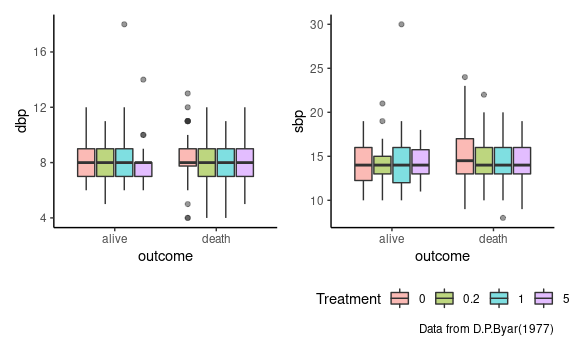 16
12
8
4
dbp
alive
death
outcome
30
25
20
15
10
sbp
alive
death
outcome
Treatment 0 0.2 1 5
Data from D.P.Byar(1977)